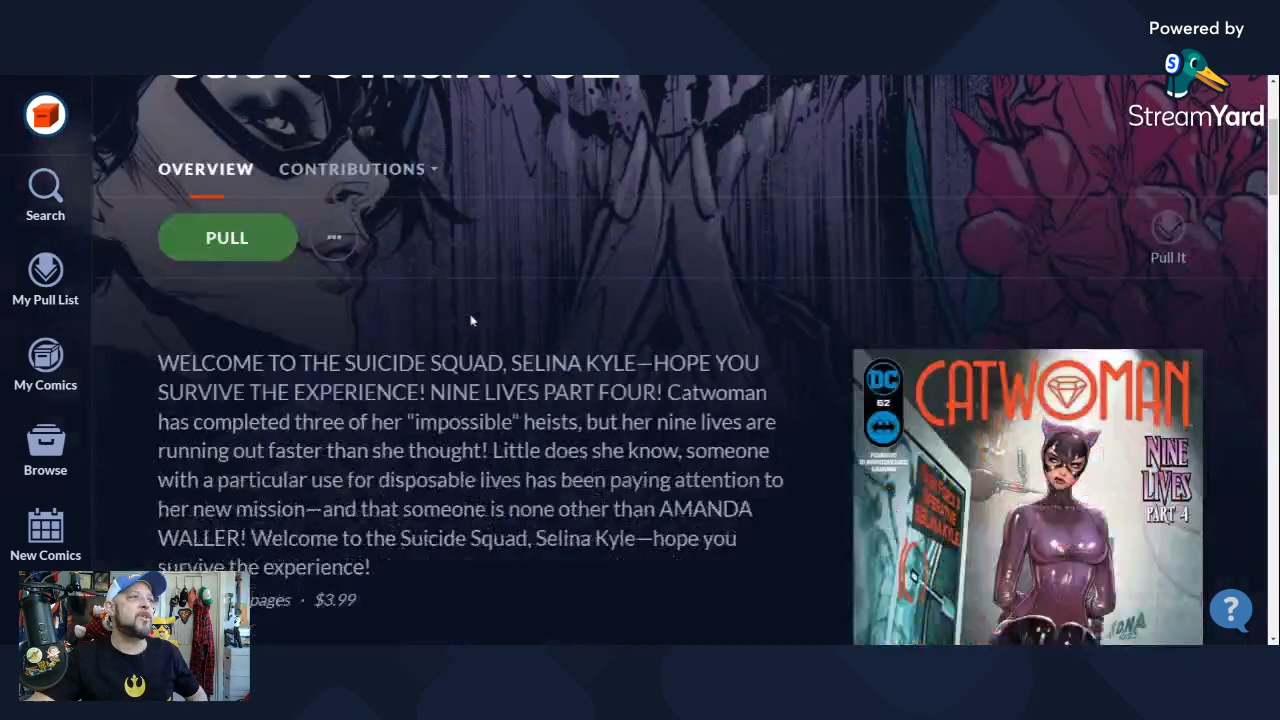 Powered by
StreamYard
OVERVIEW CONTRIBUTIONS
PULL
Pull It
Search
My Pull List
My Comics
Browse
New Comics
WELCOME TO THE SUICIDE SQUAD, SELINA KYLE—HOPE YOU
SURVIVE THE EXPERIENCE! NINE LIVES PART FOUR! Catwoman
has completed three of her "impossible" heists, but her nine lives are
running out faster than she thought! Little does she know, someone
with a particular use for disposable lives has been paying attention to
her new mission—and that someone is none other than AMANDA
WALLER! Welcome to the Suicide Squad, Selina Kyle—hope you
survive the experience!
pages · $3.99
DC
62
CATWOMAN
NINE
LIVES
PART 4
SELINA KYLE
?